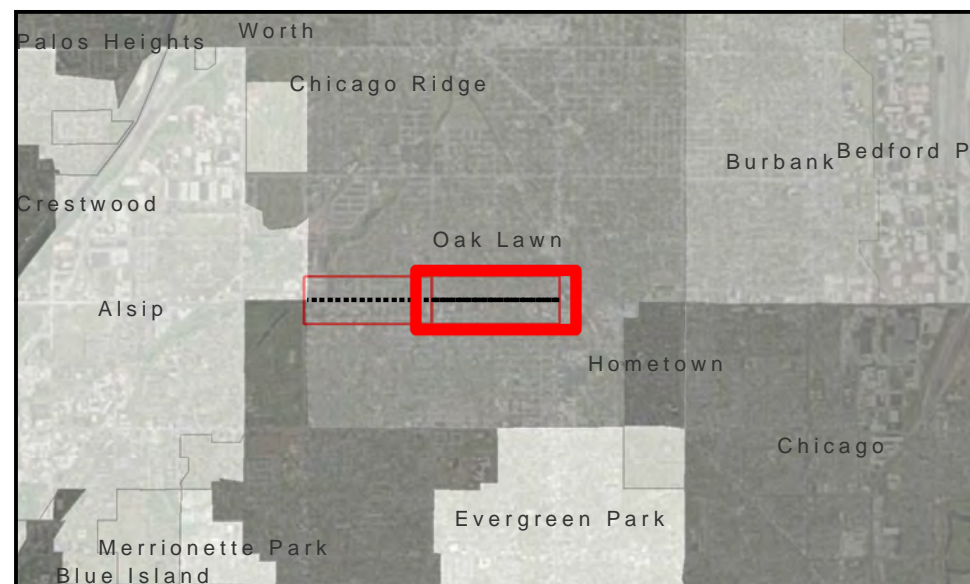 Palos Heights
Worth
Chicago Ridge
Burbank
Bedford P
Crestwood
Oak Lawn
Alsip
Hometown
Chicago
Evergreen Park
Merrionette Park
Blue Island